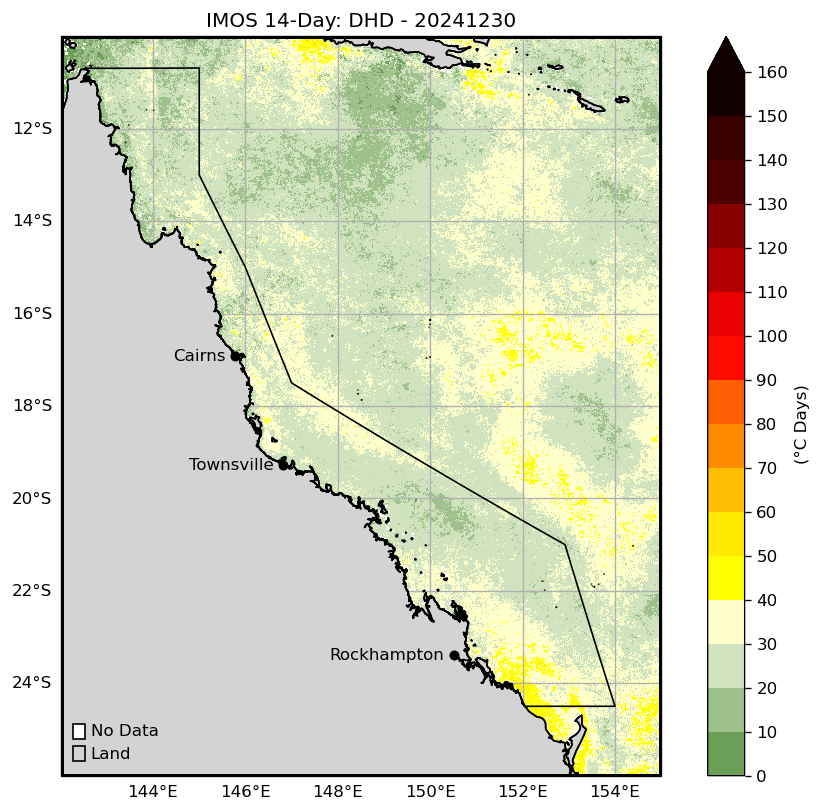 IMOS 14-Day: DHD - 20241230
12°S
14°S
16°S
18°S
20°S
22°S
24°S
Cairns
Townsville
Rockhampton
No Data
Land
144°E
146°E
148°E
150°E
152°E
154°E
160
150
140
130
120
110
100
90
80
70
60
50
40
30
20
10
0
(°C Days)